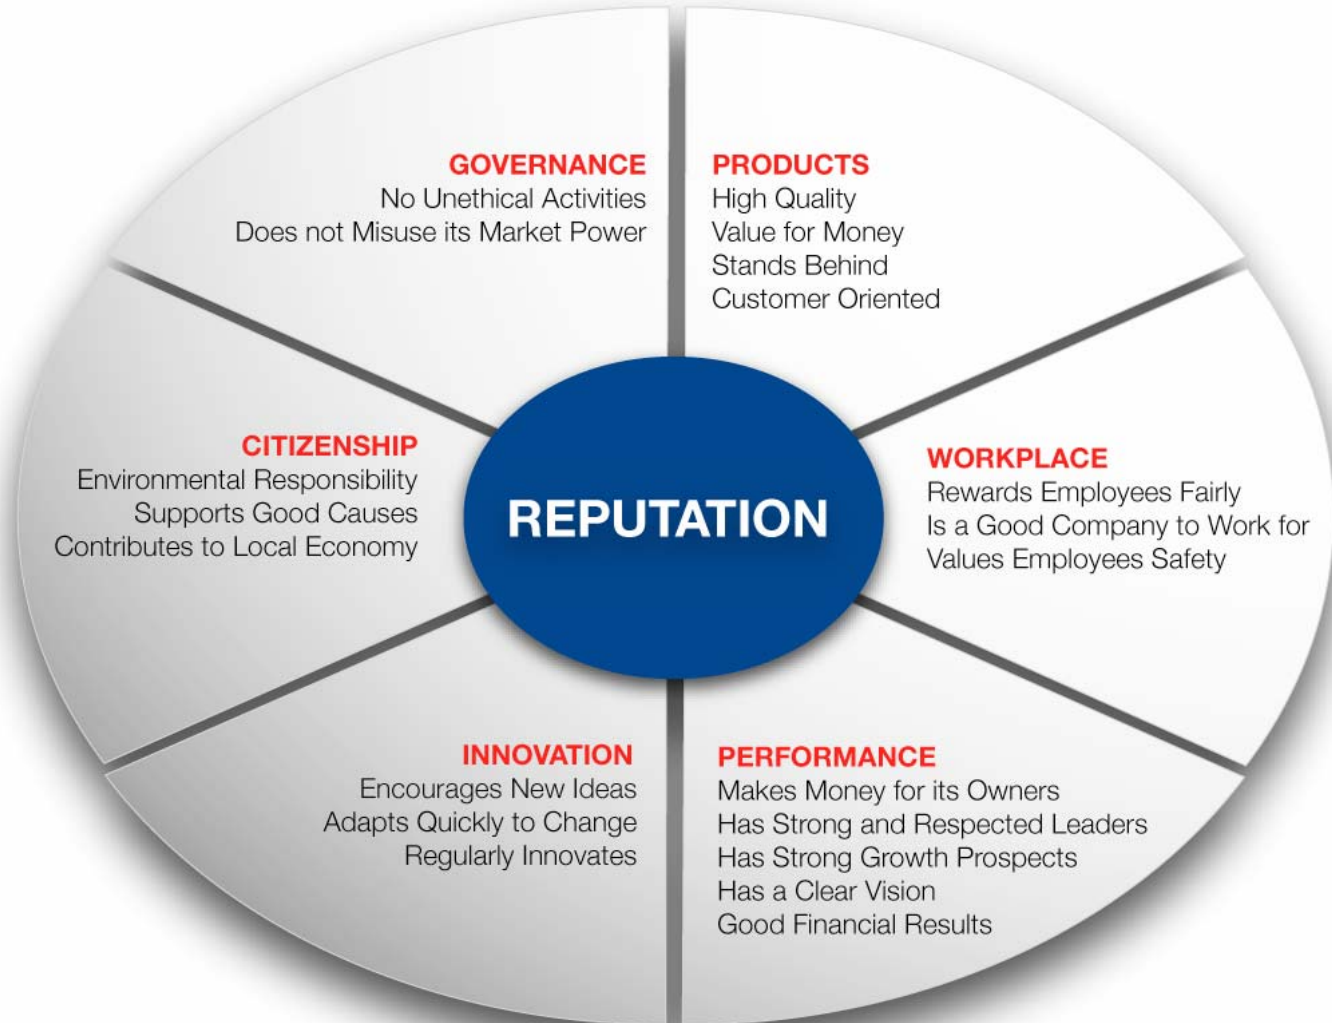 GOVERNANCE
No Unethical Activities
Does not Misuse its Market Power
PRODUCTS
High Quality
Value for Money
Stands Behind
Customer Oriented
CITIZENSHIP
Environmental Responsibility
Supports Good Causes
Contributes to Local Economy
REPUTATION
WORKPLACE
Rewards Employees Fairly
Is a Good Company to Work for
Values Employees Safety
INNOVATION
Encourages New Ideas
Adapts Quickly to Change
Regularly Innovates
PERFORMANCE
Makes Money for its Owners
Has Strong and Respected Leaders
Has Strong Growth Prospects
Has a Clear Vision
Good Financial Results